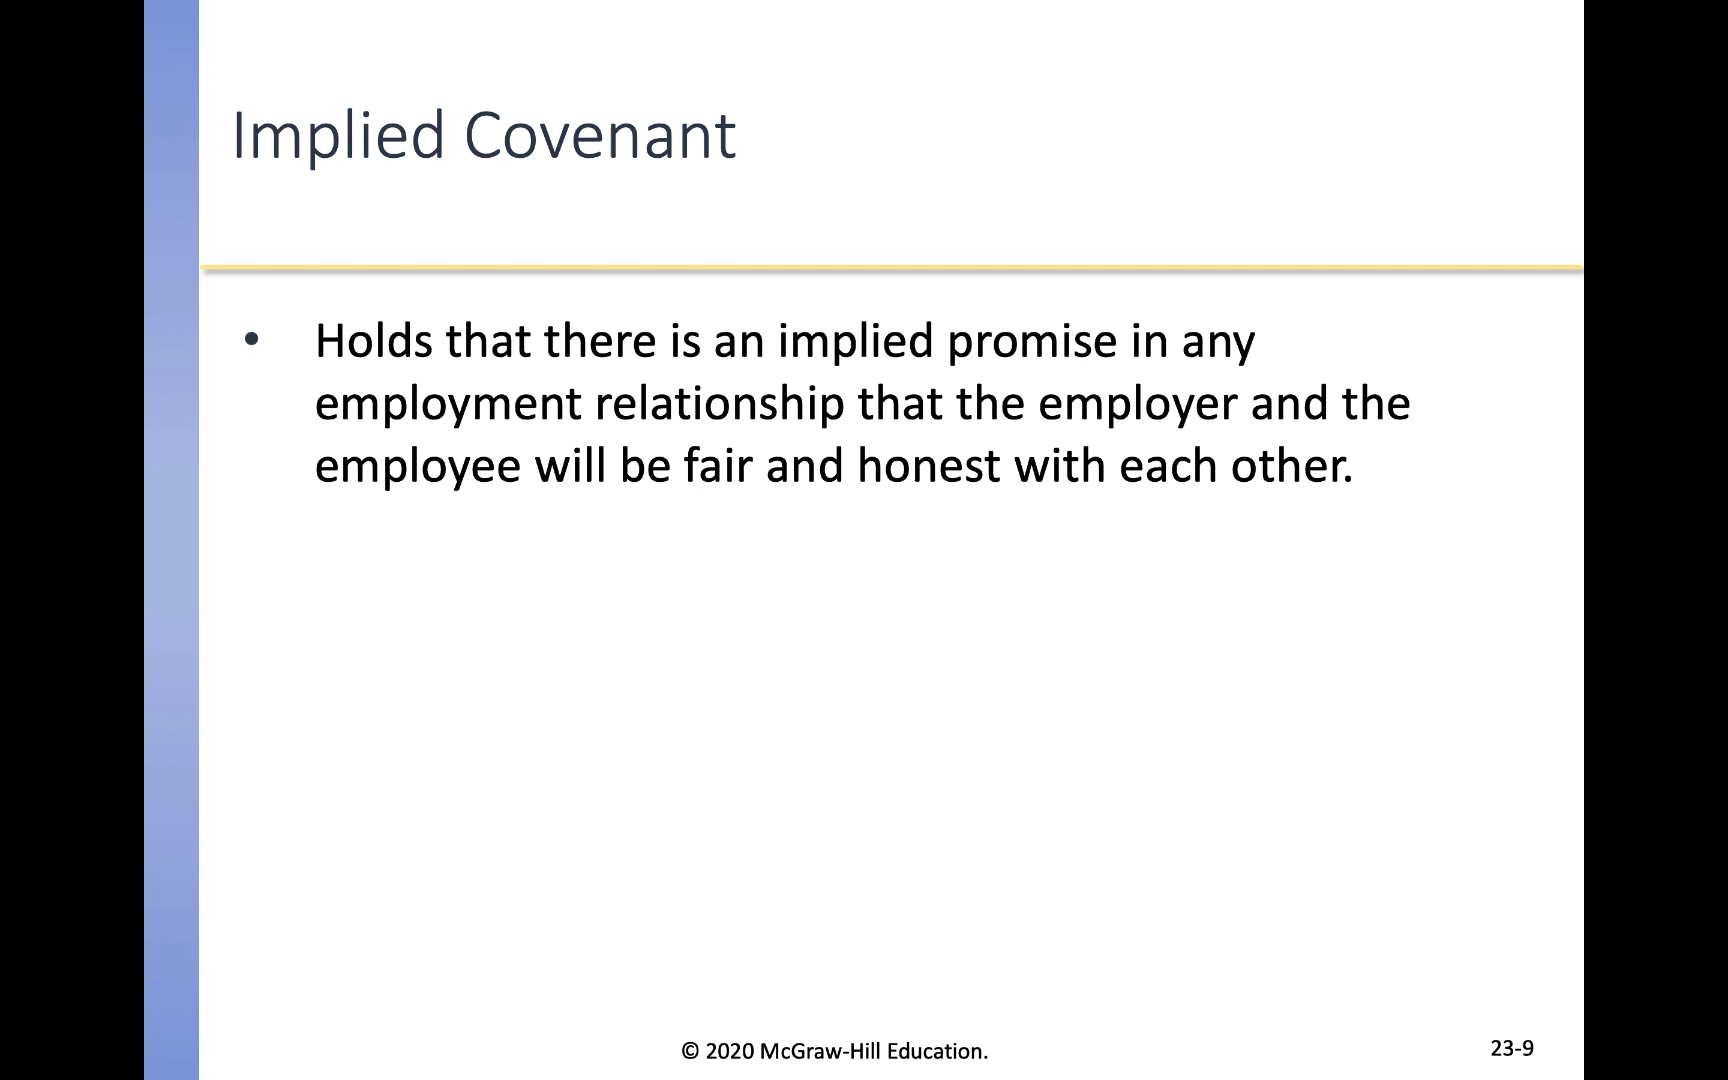 Implied Covenant
• Holds that there is an implied promise in any
employment relationship that the employer and the
employee will be fair and honest with each other.
© 2020 McGraw-Hill Education.
23-9